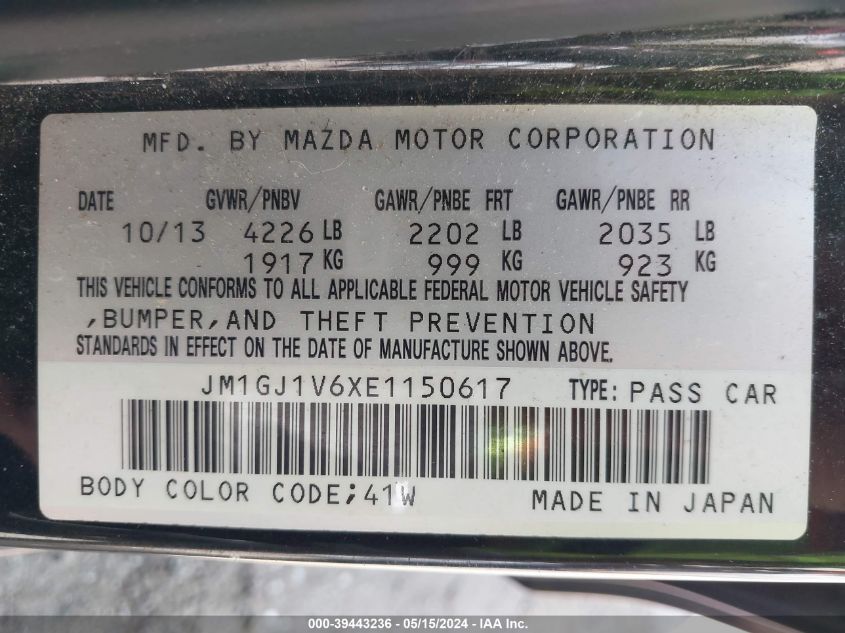 MFD. BY MAZDA MOTOR CORPORATION
DATE GVWR/PNBV GAWR/PNBE FRT GAWR/PNBE RR
10/13 4226 LB 2202 LB 2035 LB
1917 KG 999 KG 923 KG
THIS VEHICLE CONFORMS TO ALL APPLICABLE FEDERAL MOTOR VEHICLE SAFETY
,BUMPER,AND THEFT PREVENTION
STANDARDS IN EFFECT ON THE DATE OF MANUFACTURE SHOWN ABOVE.
JM1GJ1V6XE1150617 TYPE: PASS CAR
BODY COLOR CODE;41W MADE IN JAPAN
000-39443236 - 05/15/2024 - IAA Inc.